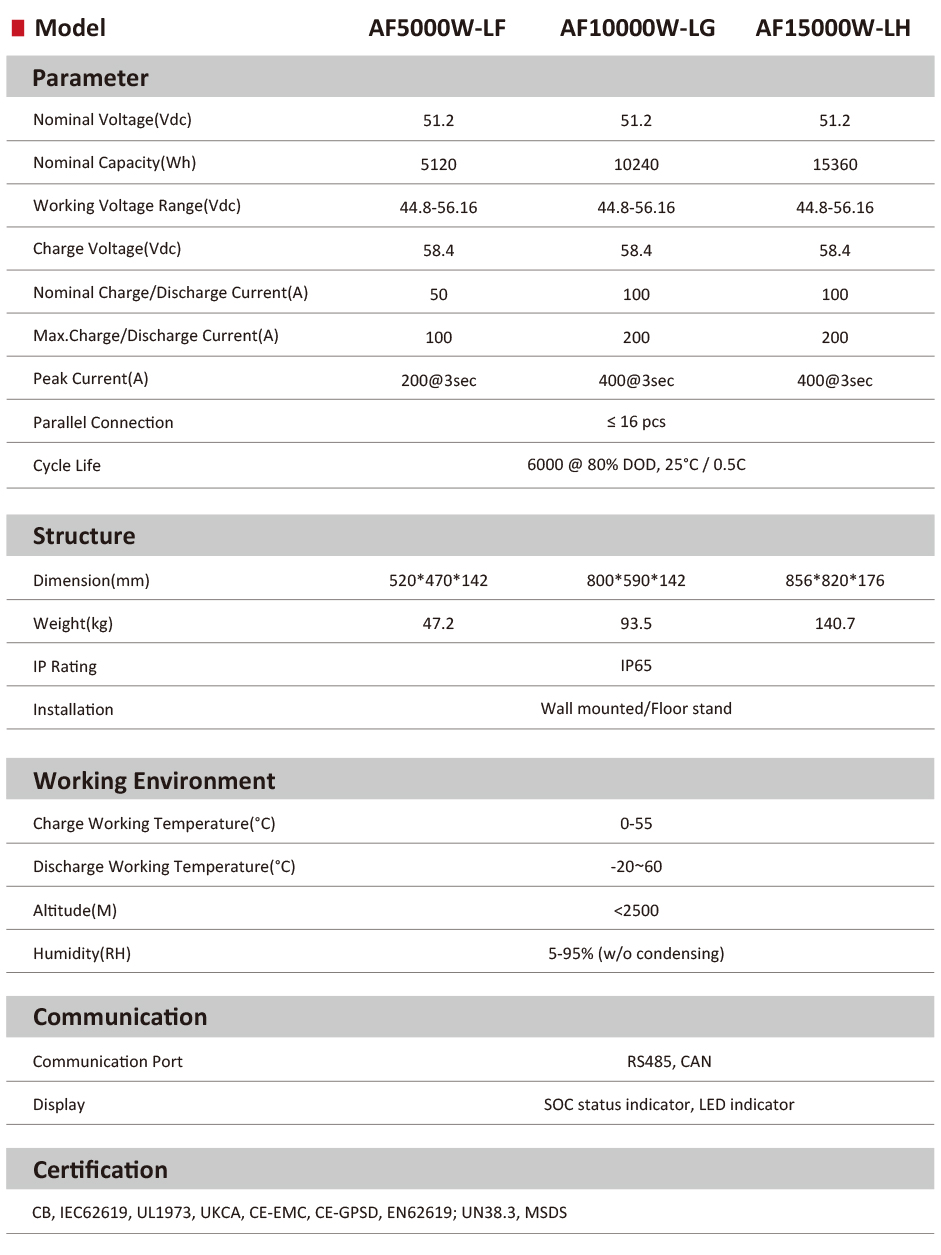 Model AF5000W-LF AF10000W-LG AF15000W-LH
Parameter
Nominal Voltage(Vdc) 51.2 51.2 51.2
Nominal Capacity(Wh) 5120 10240 15360
Working Voltage Range(Vdc) 44.8-56.16 44.8-56.16 44.8-56.16
Charge Voltage(Vdc) 58.4 58.4 58.4
Nominal Charge/Discharge Current(A) 50 100 100
Max.Charge/Discharge Current(A) 100 200 200
Peak Current(A) 200@3sec 400@3sec 400@3sec
Parallel Connection ≤ 16 pcs
Cycle Life 6000 @ 80% DOD, 25°C / 0.5C
Structure
Dimension(mm) 520*470*142 800*590*142 856*820*176
Weight(kg) 47.2 93.5 140.7
IP Rating IP65
Installation Wall mounted/Floor stand
Working Environment
Charge Working Temperature(°C) 0-55
Discharge Working Temperature(°C) -20~60
Altitude(M) <2500
Humidity(RH) 5-95% (w/o condensing)
Communication
Communication Port RS485, CAN
Display SOC status indicator, LED indicator
Certification
CB, IEC62619, UL1973, UKCA, CE-EMC, CE-GPSD, EN62619; UN38.3, MSDS